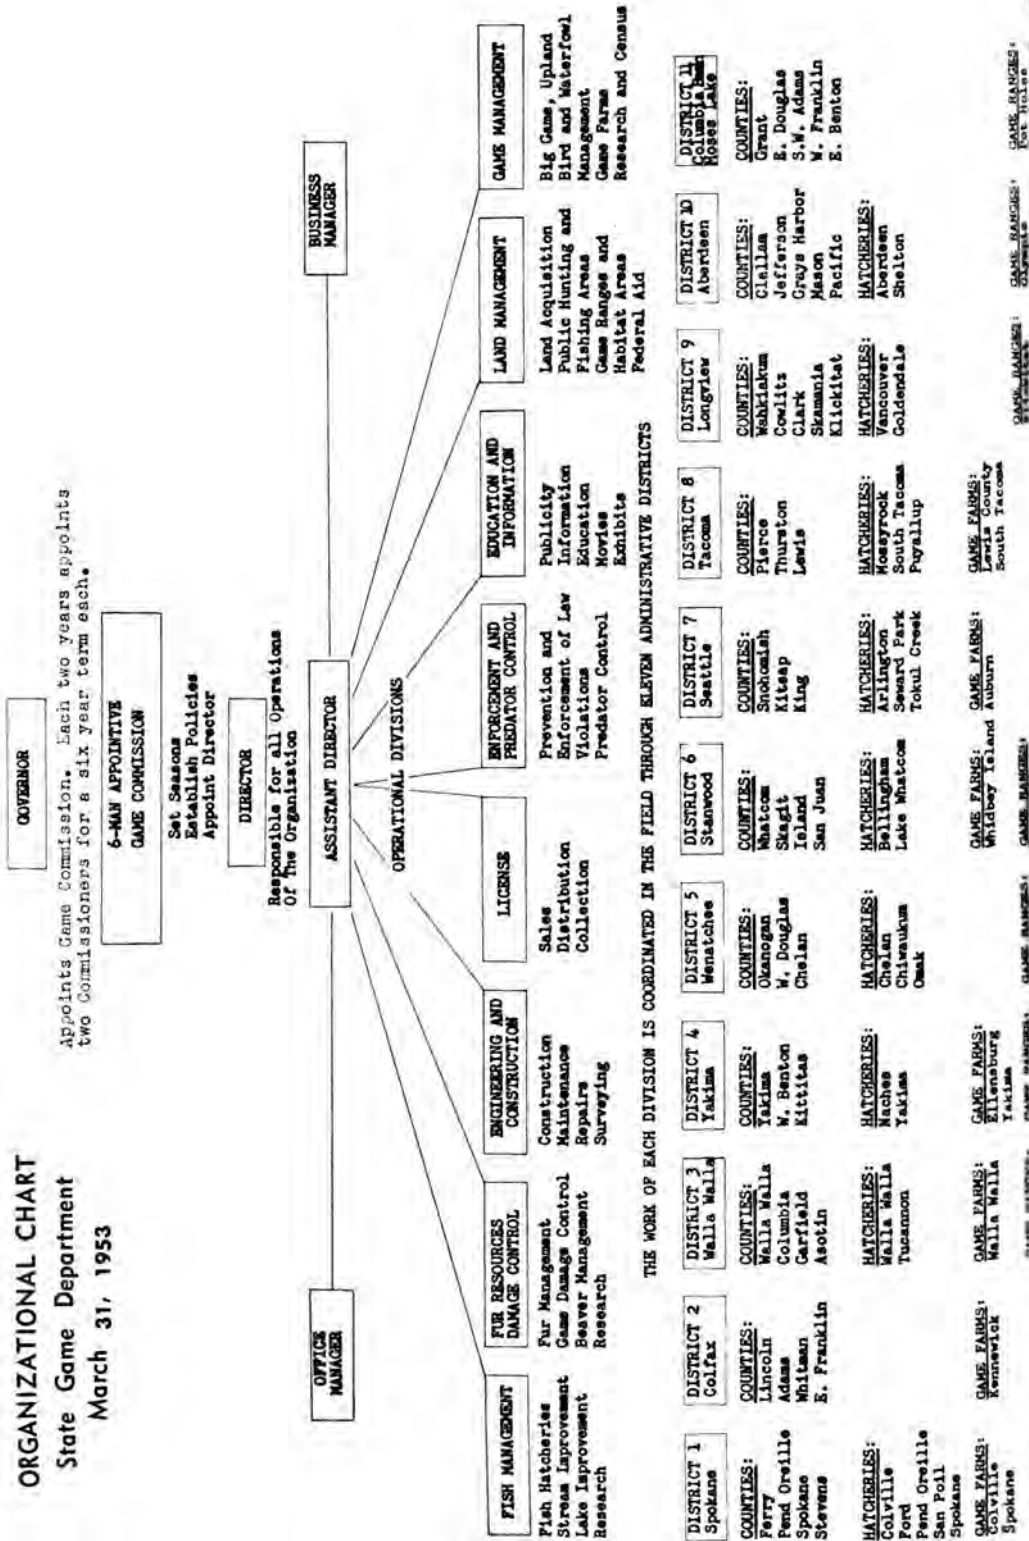 ORGANIZATIONAL CHART
State Game Department
March 31, 1953
GOVERNOR
Appoints Game Commission. Each two years appoints
two Commissioners for a six year term each.
6-MAN APPOINTIVE
GAME COMMISSION
Set Seasons
Establish Policies
Appoint Director
DIRECTOR
Responsible for all Operations
Of The Organization
OFFICE
MANAGER
ASSISTANT DIRECTOR
BUSINESS
MANAGER
OPERATIONAL DIVISIONS
FISH MANAGEMENT
Fish Hatcheries
Stream Improvement
Lake Improvement
Research
FUR RESOURCES
DAMAGE CONTROL
Fur Management
Game Damage Control
Beaver Management
Research
ENGINEERING AND
CONSTRUCTION
Construction
Maintenance
Repairs
Surveying
LICENSE
Sales
Distribution
Collection
ENFORCEMENT AND
PREDATOR CONTROL
Prevention and
Enforcement of Law
Violations
Predator Control
EDUCATION AND
INFORMATION
Publicity
Information
Education
Movies
Exhibits
LAND MANAGEMENT
Land Acquisition
Public Hunting and
Fishing Areas
Game Ranges and
Habitat Areas
Federal Aid
GAME MANAGEMENT
Big Game, Upland
Bird and Waterfowl
Management
Game Farms
Research and Census
THE WORK OF EACH DIVISION IS COORDINATED IN THE FIELD THROUGH ELEVEN ADMINISTRATIVE DISTRICTS
DISTRICT 1
Spokane
COUNTIES:
Ferry
Pend Oreille
Spokane
Stevens
HATCHERIES:
Colville
Ford
Pend Oreille
San Poil
Spokane
GAME FARMS:
Colville
Spokane
DISTRICT 2
Colfax
COUNTIES:
Lincoln
Adams
Whitman
E. Franklin
GAME FARMS:
Kennewick
DISTRICT 3
Walla Walla
COUNTIES:
Walla Walla
Columbia
Garfield
Asotin
HATCHERIES:
Walla Walla
Tucannon
GAME FARMS:
Walla Walla
DISTRICT 4
Yakima
COUNTIES:
Yakima
W. Benton
Kittitas
HATCHERIES:
Naches
Yakima
GAME FARMS:
Ellensburg
Yakima
DISTRICT 5
Wenatchee
COUNTIES:
Okanogan
W. Douglas
Chelan
HATCHERIES:
Chelan
Chiwaukum
Omak
GAME RANGES:
DISTRICT 6
Stanwood
COUNTIES:
Whatcom
Skagit
Island
San Juan
HATCHERIES:
Bellingham
Lake Whatcom
GAME FARMS:
Whidbey Island
GAME RANGES:
DISTRICT 7
Seattle
COUNTIES:
Snohomish
Kitsap
King
HATCHERIES:
Arlington
Seward Park
Tokul Creek
GAME FARMS:
Auburn
DISTRICT 8
Tacoma
COUNTIES:
Pierce
Thurston
Lewis
HATCHERIES:
Mossyrock
South Tacoma
Puyallup
GAME FARMS:
Lewis County
South Tacoma
DISTRICT 9
Longview
COUNTIES:
Wahkiakum
Cowlitz
Clark
Skamania
Klickitat
HATCHERIES:
Vancouver
Goldendale
GAME RANGES:
DISTRICT 10
Aberdeen
COUNTIES:
Clallam
Jefferson
Grays Harbor
Mason
Pacific
HATCHERIES:
Aberdeen
Shelton
GAME RANGES:
DISTRICT 11
Columbia Basin
Moses Lake
COUNTIES:
Grant
E. Douglas
S.W. Adams
W. Franklin
E. Benton
GAME RANGES:
Pot Holes